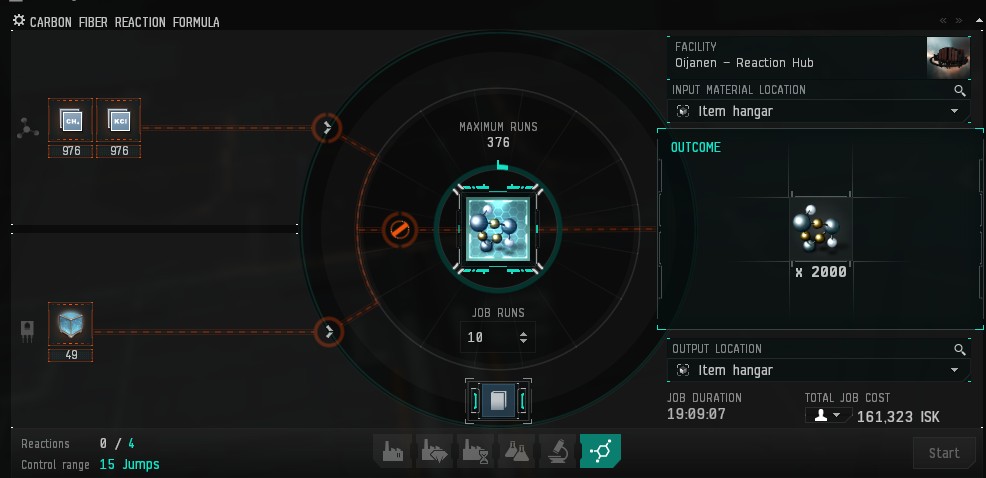 CARBON FIBER REACTION FORMULA
CH₄
KCl
976
976
49
MAXIMUM RUNS
376
JOB RUNS
10
FACILITY
Oijanen - Reaction Hub
INPUT MATERIAL LOCATION
Item hangar
OUTCOME
x 2000
OUTPUT LOCATION
Item hangar
JOB DURATION
19:09:07
TOTAL JOB COST
161,323 ISK
Reactions 0 / 4
Control range 15 Jumps
Start